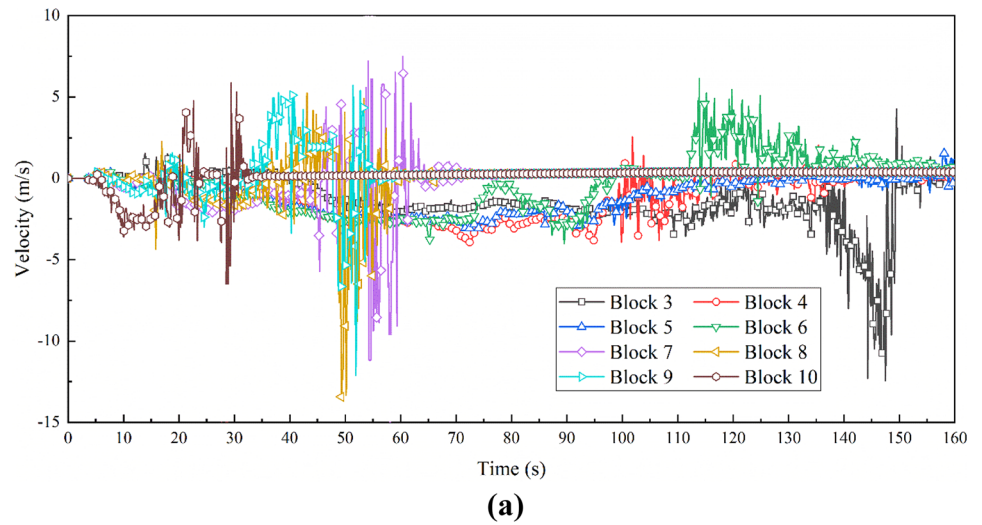 10
5
0
-5
-10
-15
Velocity (m/s)
Block 3 Block 4
Block 5 Block 6
Block 7 Block 8
Block 9 Block 10
0 10 20 30 40 50 60 70 80 90 100 110 120 130 140 150 160
Time (s)
(a)